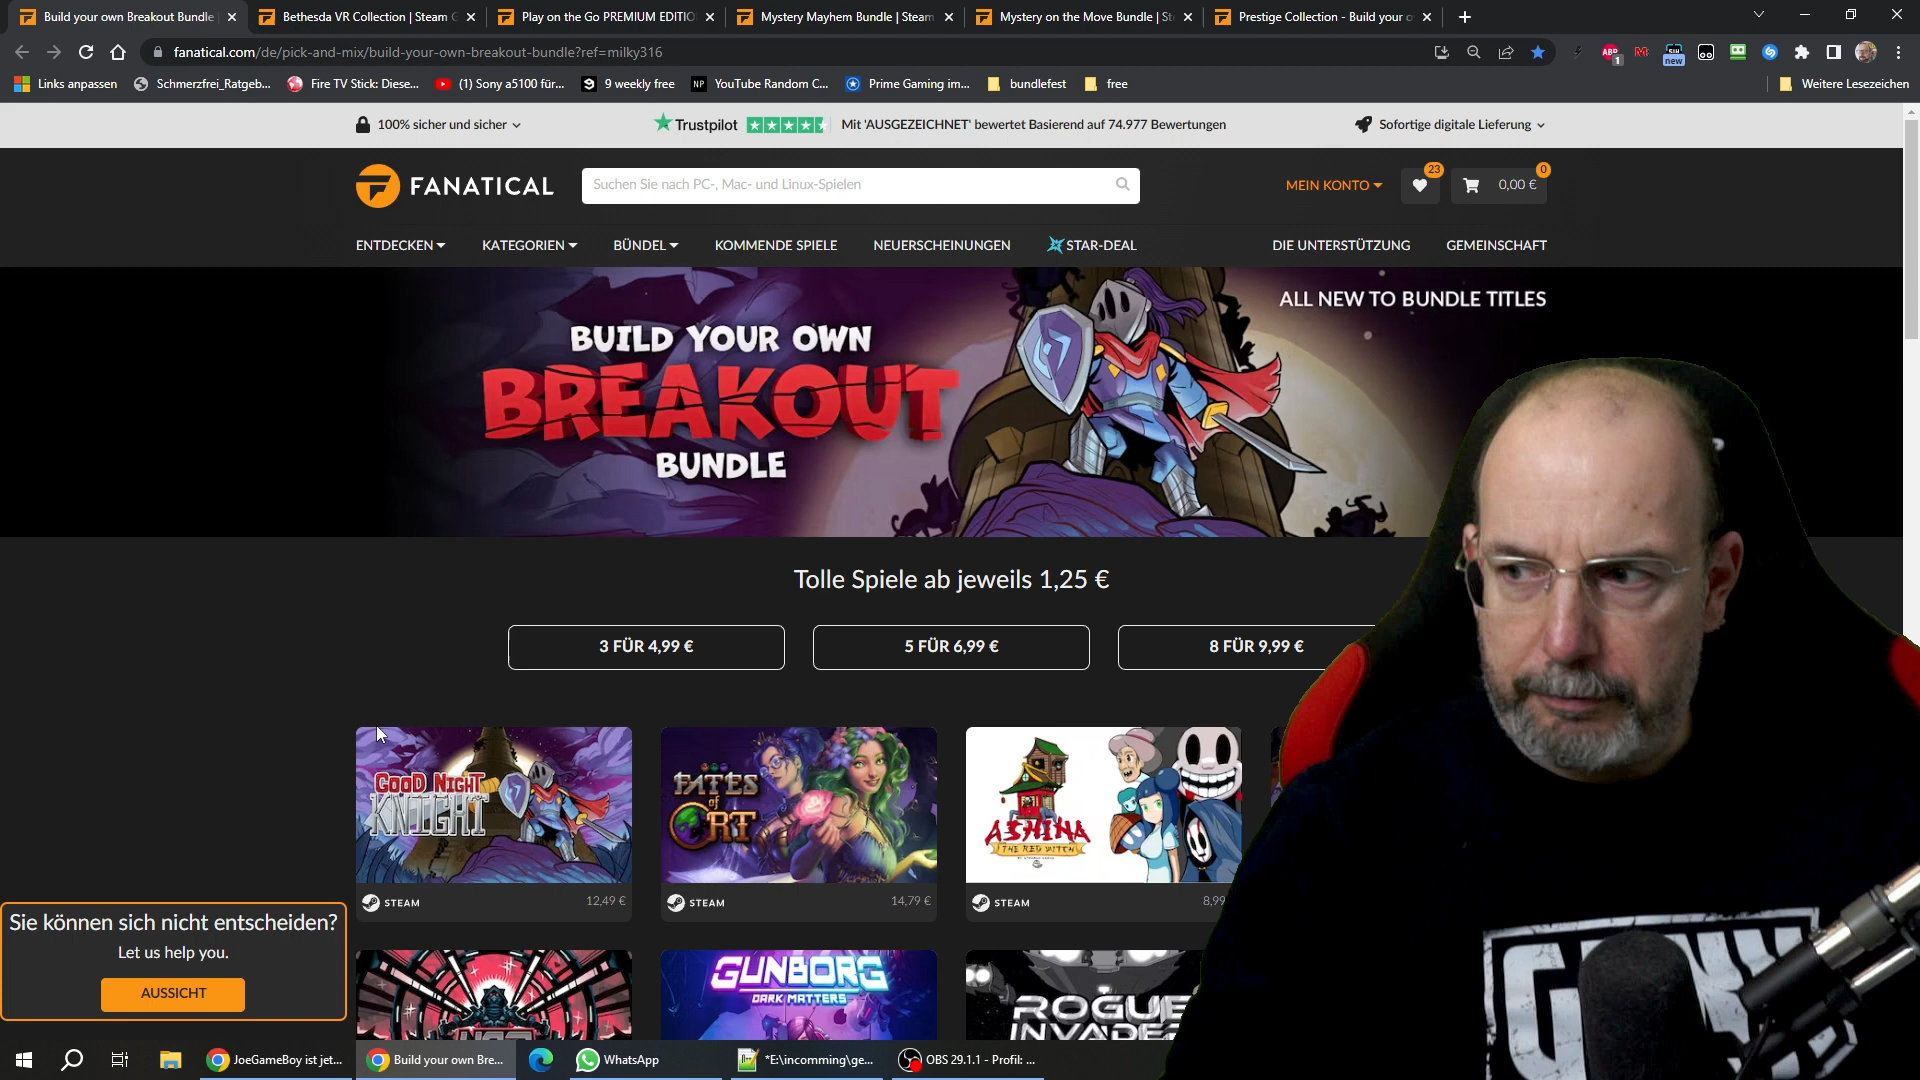 Build your own Breakout Bundle
Bethesda VR Collection | Steam G
Play on the Go PREMIUM EDITIO
Mystery Mayhem Bundle | Steam
Mystery on the Move Bundle | St
Prestige Collection - Build your o
fanatical.com/de/pick-and-mix/build-your-own-breakout-bundle?ref=milky316
ABP
1
new
Links anpassen
Schmerzfrei_Ratgeb...
Fire TV Stick: Diese...
(1) Sony a5100 für...
9 weekly free
NP
YouTube Random C...
Prime Gaming im...
bundlefest
free
Weitere Lesezeichen
100% sicher und sicher
Trustpilot
Mit 'AUSGEZEICHNET' bewertet Basierend auf 74.977 Bewertungen
Sofortige digitale Lieferung
FANATICAL
Suchen Sie nach PC-, Mac- und Linux-Spielen
MEIN KONTO
23
0
0,00 €
ENTDECKEN
KATEGORIEN
BÜNDEL
KOMMENDE SPIELE
NEUERSCHEINUNGEN
STAR-DEAL
DIE UNTERSTÜTZUNG
GEMEINSCHAFT
ALL NEW TO BUNDLE TITLES
BUILD YOUR OWN
BREAKOUT
BUNDLE
Tolle Spiele ab jeweils 1,25 €
3 FÜR 4,99 €
5 FÜR 6,99 €
8 FÜR 9,99 €
GOOD NIGHT
KNIGHT
FATES
of
ORT
ASHINA
THE RED WITCH
STEAM
12,49 €
STEAM
14,79 €
STEAM
8,99
GUNBORG
DARK MATTERS
ROGUE
INVADE
Sie können sich nicht entscheiden?
Let us help you.
AUSSICHT
JoeGameBoy ist jet...
Build your own Bre...
WhatsApp
*E:\incomming\ge...
OBS 29.1.1 - Profil: ...